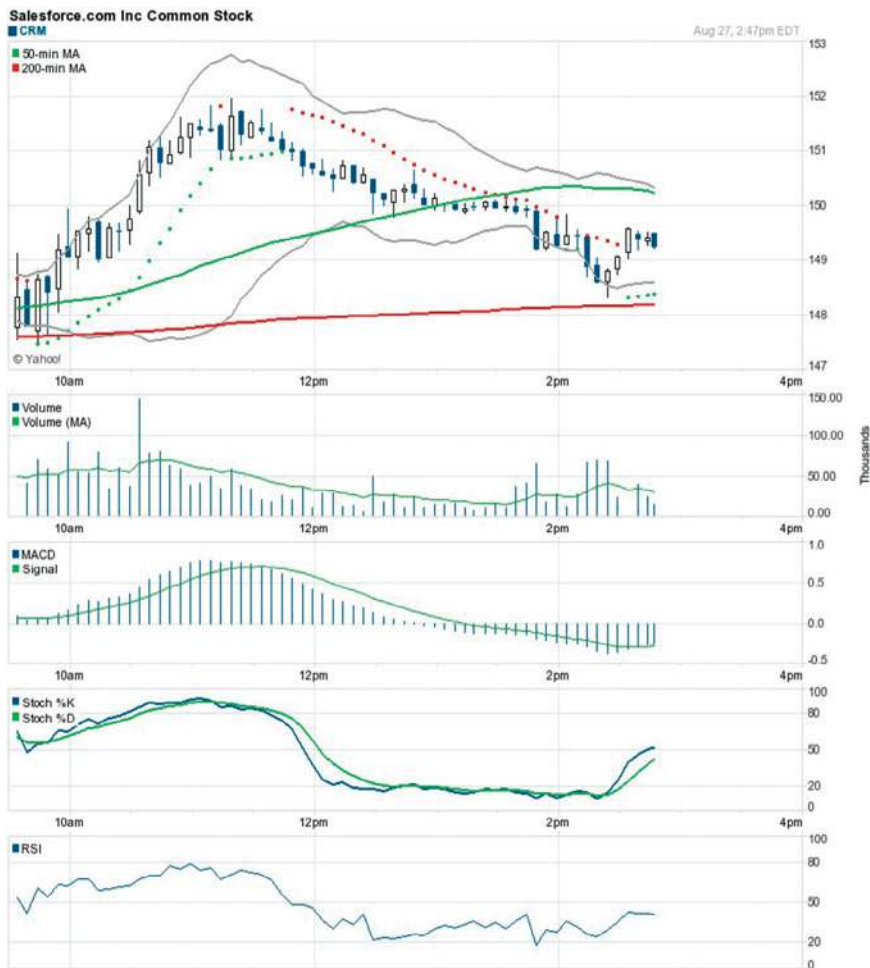 Salesforce.com Inc Common Stock
CRM
Aug 27, 2:47pm EDT
50-min MA
200-min MA
153
152
151
150
149
148
147
© Yahoo!
10am 12pm 2pm 4pm
Volume
Volume (MA)
150.00
100.00
50.00
0.00
Thousands
10am 12pm 2pm 4pm
MACD
Signal
1.0
0.5
0.0
-0.5
10am 12pm 2pm 4pm
Stoch %K
Stoch %D
100
80
50
20
0
10am 12pm 2pm 4pm
RSI
100
80
50
20
0